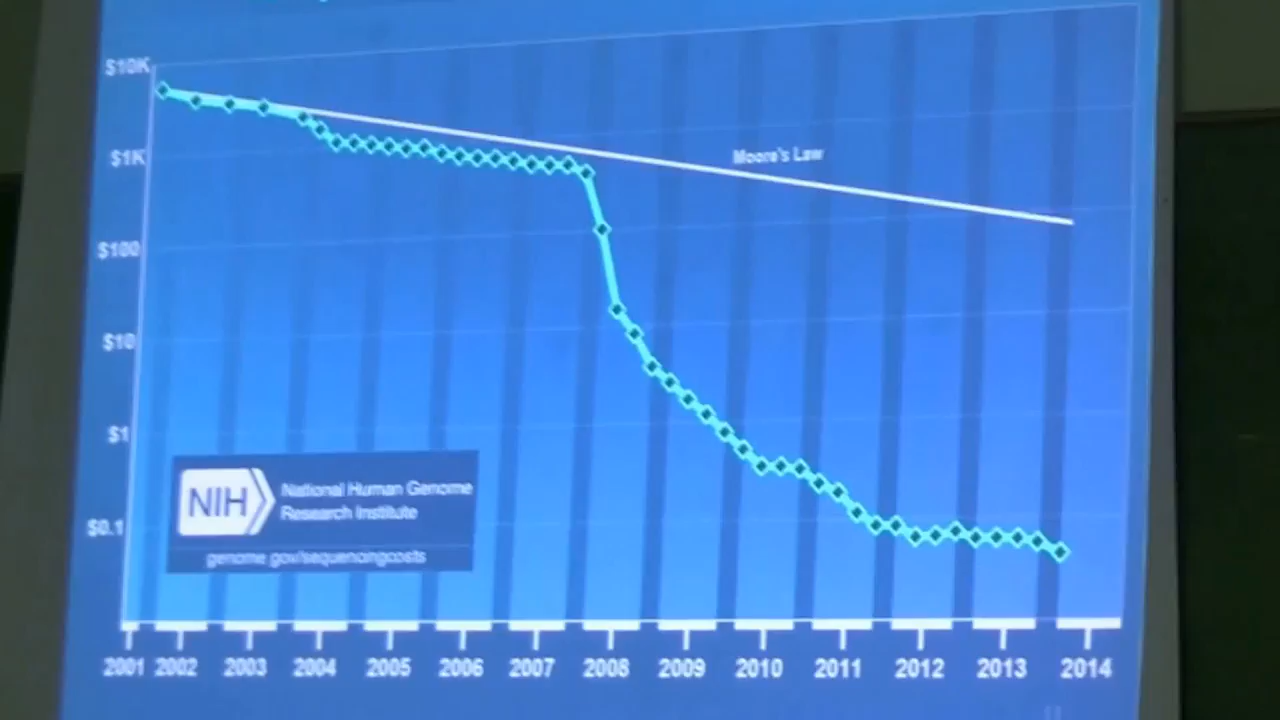 $10K
$1K
Moore's Law
$100
$10
$1
NIH
National Human Genome
Research Institute
$0.1
genome.gov/sequencingcosts
2001 2002 2003 2004 2005 2006 2007 2008 2009 2010 2011 2012 2013 2014